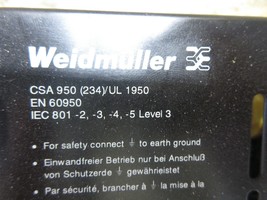 Weidmüller
CSA 950 (234)/UL 1950
EN 60950
IEC 801 -2, -3, -4, -5 Level 3
• For safety connect ⏚ to earth ground
• Einwandfreier Betrieb nur bei Anschluß
von Schutzerde ⏚ gewährleistet
• Par sécurité, brancher à ⏚ la mise à la